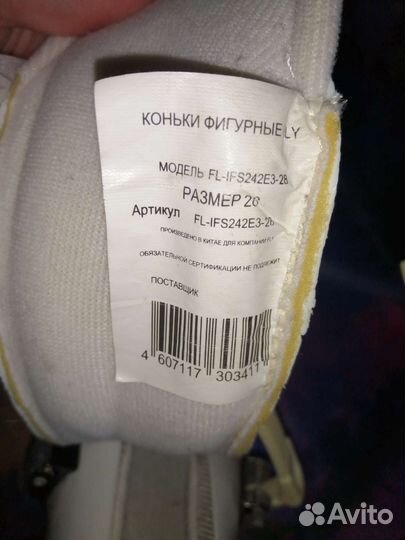 КОНЬКИ ФИГУРНЫЕ LY
МОДЕЛЬ FL-IFS242E3-28
РАЗМЕР 28
Артикул FL-IFS242E3-28
ПРОИЗВЕДЕНО В КИТАЕ ДЛЯ КОМПАНИИ
ОБЯЗАТЕЛЬНОЙ СЕРТИФИКАЦИИ НЕ ПОДЛЕЖИТ
ПОСТАВЩИК
4 607117 303411
Avito